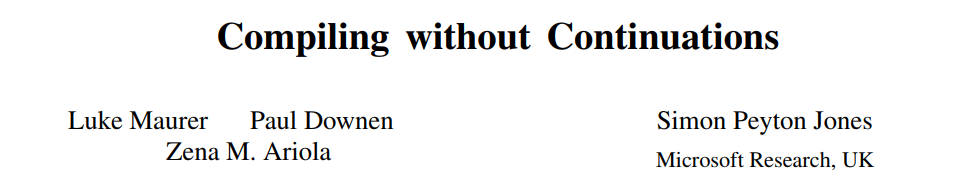 Compiling without Continuations
Luke Maurer Paul Downen
Zena M. Ariola
Simon Peyton Jones
Microsoft Research, UK